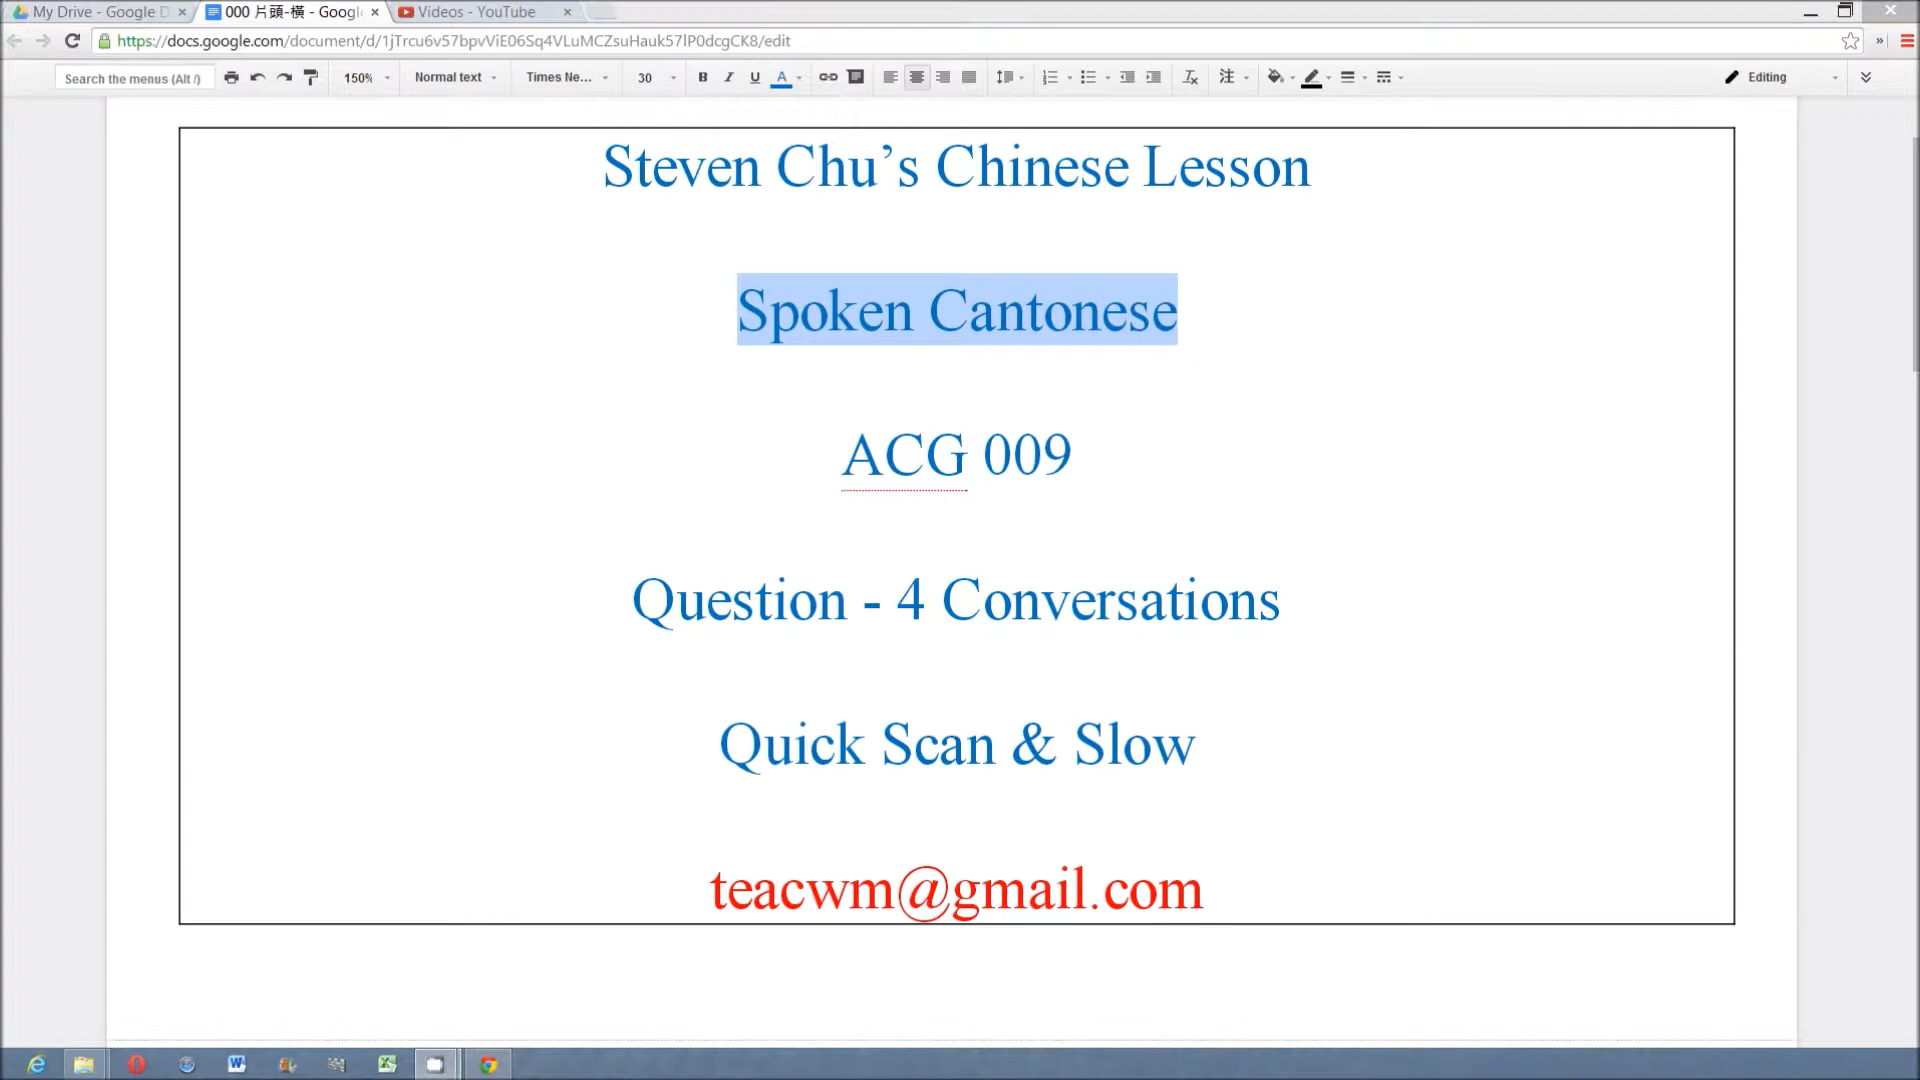 My Drive - Google D
000 片頭-橫 - Googl
Videos - YouTube
https://docs.google.com/document/d/1jTrcu6v57bpvViE06Sq4VLuMCZsuHauk57lP0dcgCK8/edit
Search the menus (Alt /)
150%
Normal text
Times Ne...
30
B I U A
注
Editing
Steven Chu’s Chinese Lesson
Spoken Cantonese
ACG 009
Question - 4 Conversations
Quick Scan & Slow
teacwm@gmail.com